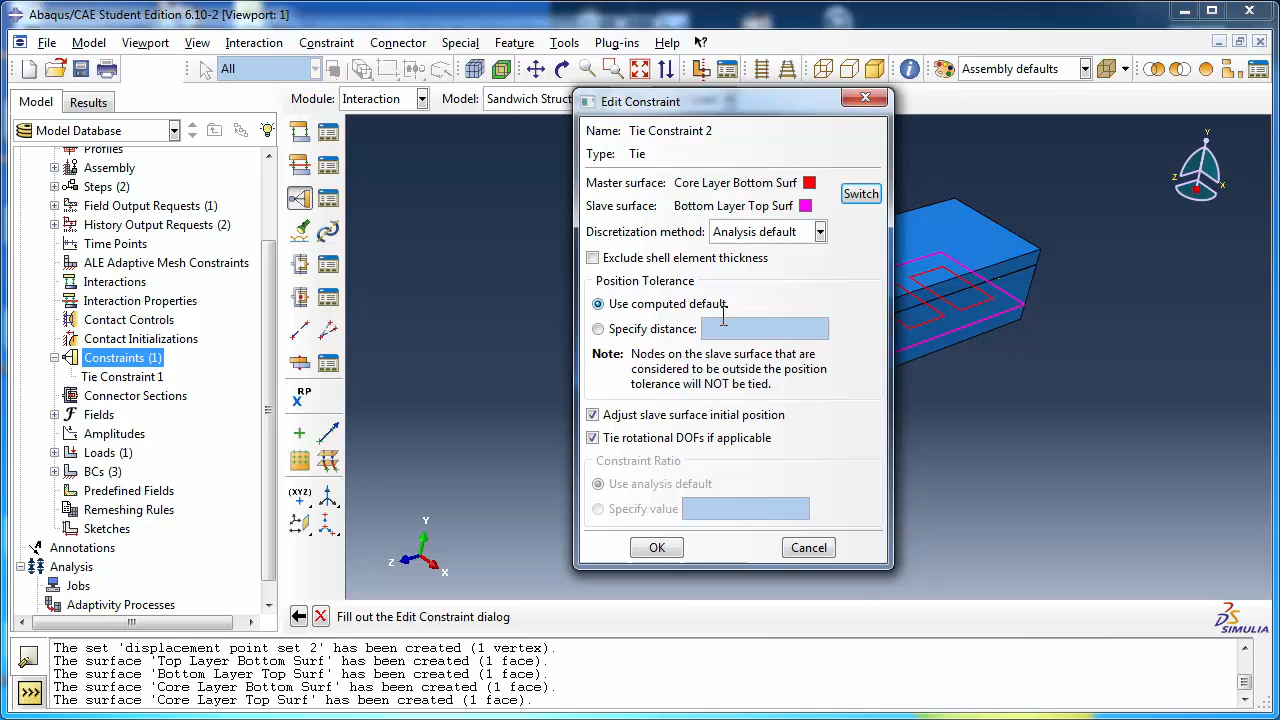 Abaqus/CAE Student Edition 6.10-2 [Viewport: 1]
File Model Viewport View Interaction Constraint Connector Special Feature Tools Plug-ins Help
All
Assembly defaults
Model Results
Module: Interaction Model: Sandwich Struct
Model Database
Profiles
Assembly
Steps (2)
Field Output Requests (1)
History Output Requests (2)
Time Points
ALE Adaptive Mesh Constraints
Interactions
Interaction Properties
Contact Controls
Contact Initializations
Constraints (1)
Tie Constraint 1
Connector Sections
Fields
Amplitudes
Loads (1)
BCs (3)
Predefined Fields
Remeshing Rules
Sketches
Annotations
Analysis
Jobs
Adaptivity Processes
RP
(XYZ)
Edit Constraint
Name: Tie Constraint 2
Type: Tie
Master surface: Core Layer Bottom Surf
Switch
Slave surface: Bottom Layer Top Surf
Discretization method: Analysis default
Exclude shell element thickness
Position Tolerance
Use computed default
Specify distance:
Note: Nodes on the slave surface that are
considered to be outside the position
tolerance will NOT be tied.
Adjust slave surface initial position
Tie rotational DOFs if applicable
Constraint Ratio
Use analysis default
Specify value
OK Cancel
Y
Z
X
Y
Z
X
Fill out the Edit Constraint dialog
SIMULIA
The set 'displacement point set 2' has been created (1 vertex).
The surface 'Top Layer Bottom Surf' has been created (1 face).
The surface 'Bottom Layer Top Surf' has been created (1 face).
The surface 'Core Layer Bottom Surf' has been created (1 face).
The surface 'Core Layer Top Surf' has been created (1 face).
>>>